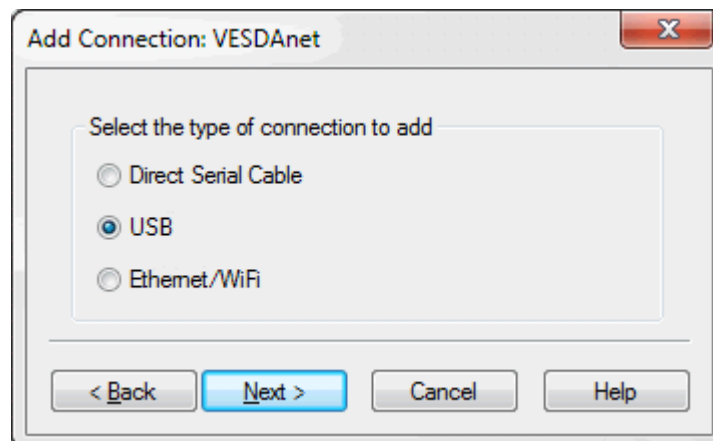 Add Connection: VESDAnet
Select the type of connection to add
Direct Serial Cable
USB
Ethernet/WiFi
< Back Next > Cancel Help